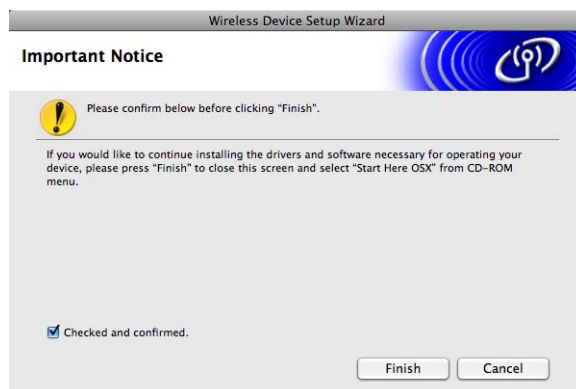 Wireless Device Setup Wizard
Important Notice
Please confirm below before clicking "Finish".
If you would like to continue installing the drivers and software necessary for operating your
device, please press "Finish" to close this screen and select "Start Here OSX" from CD-ROM
menu.
Checked and confirmed.
Finish
Cancel